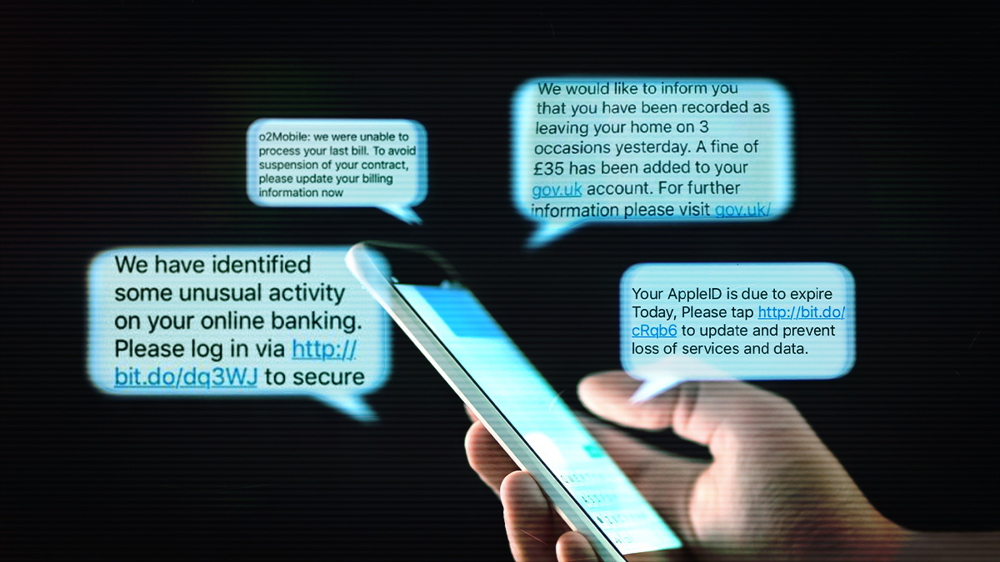 o2Mobile: we were unable to
process your last bill. To avoid
suspension of your contract,
please update your billing
information now
We would like to inform you
that you have been recorded as
leaving your home on 3
occasions yesterday. A fine of
£35 has been added to your
gov.uk account. For further
information please visit gov.uk/
We have identified
some unusual activity
on your online banking.
Please log in via http://
bit.do/dq3WJ to secure
Your AppleID is due to expire
Today, Please tap http://bit.do/
cRqb6 to update and prevent
loss of services and data.